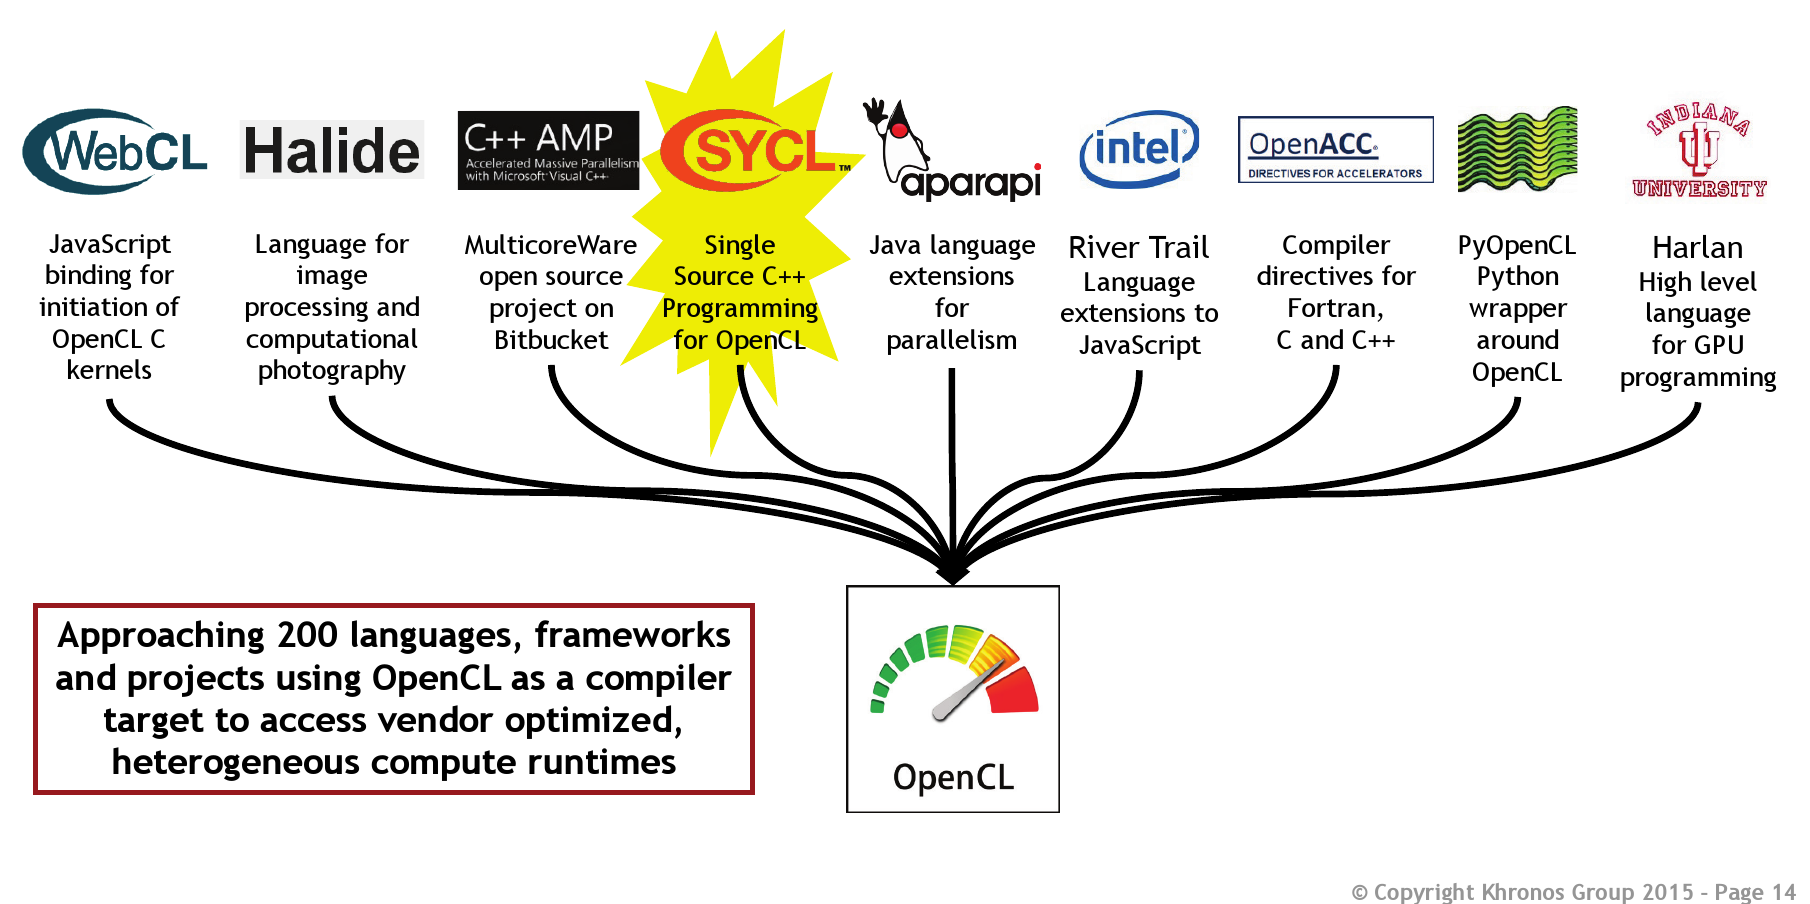 WebCL
Halide
C++ AMP
Accelerated Massive Parallelism
with Microsoft® Visual C++®
SYCL™
aparapi
intel®
OpenACC®
DIRECTIVES FOR ACCELERATORS
INDIANA
UNIVERSITY
JavaScript
binding for
initiation of
OpenCL C
kernels
Language for
image
processing and
computational
photography
MulticoreWare
open source
project on
Bitbucket
Single
Source C++
Programming
for OpenCL
Java language
extensions
for
parallelism
River Trail
Language
extensions to
JavaScript
Compiler
directives for
Fortran,
C and C++
PyOpenCL
Python
wrapper
around
OpenCL
Harlan
High level
language
for GPU
programming
Approaching 200 languages, frameworks
and projects using OpenCL as a compiler
target to access vendor optimized,
heterogeneous compute runtimes
OpenCL
© Copyright Khronos Group 2015 - Page 14